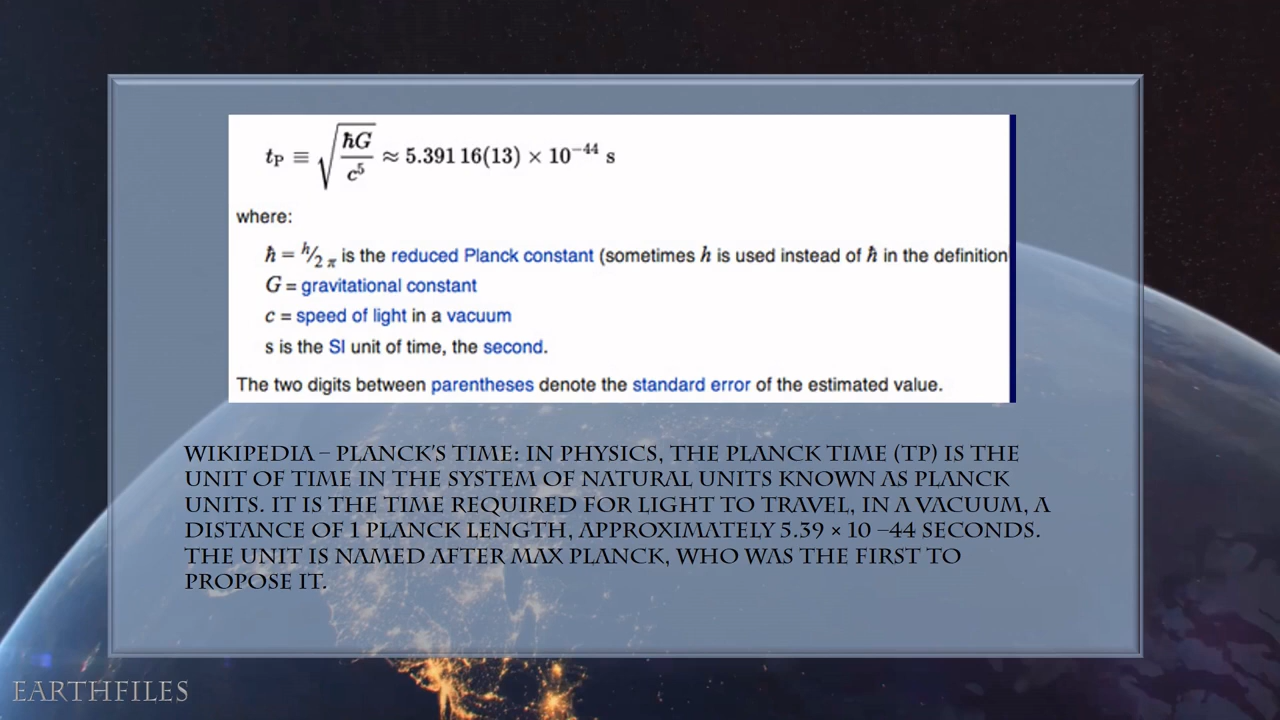 tP ≡ √(ħG/c⁵) ≈ 5.391 16(13) × 10⁻⁴⁴ s
where:
ħ = h/2 π is the reduced Planck constant (sometimes h is used instead of ħ in the definition
G = gravitational constant
c = speed of light in a vacuum
s is the SI unit of time, the second.
The two digits between parentheses denote the standard error of the estimated value.
WIKIPEDIA – PLANCK'S TIME: IN PHYSICS, THE PLANCK TIME (TP) IS THE
UNIT OF TIME IN THE SYSTEM OF NATURAL UNITS KNOWN AS PLANCK
UNITS. IT IS THE TIME REQUIRED FOR LIGHT TO TRAVEL, IN A VACUUM, A
DISTANCE OF 1 PLANCK LENGTH, APPROXIMATELY 5.39 × 10 –44 SECONDS.
THE UNIT IS NAMED AFTER MAX PLANCK, WHO WAS THE FIRST TO
PROPOSE IT.
EARTHFILES